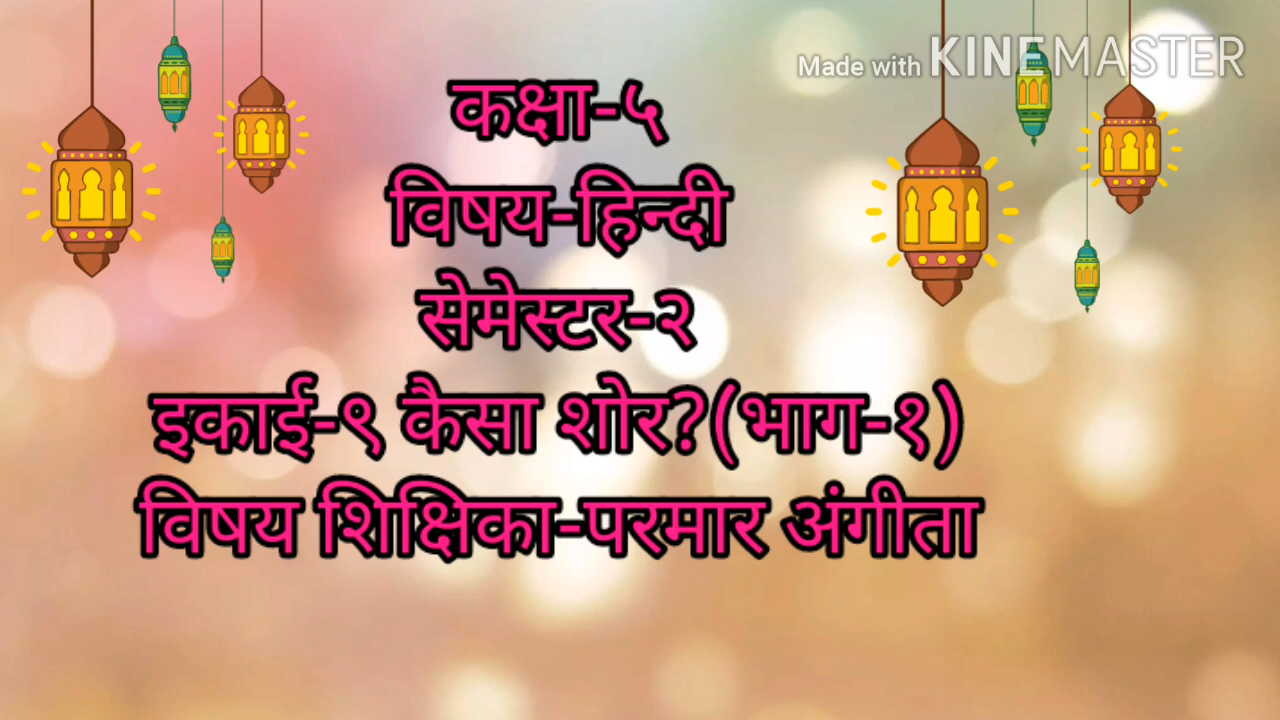 Made with KINEMASTER
कक्षा-५
विषय-हिन्दी
सेमेस्टर-२
इकाई-९ कैसा शोर?(भाग-१)
विषय शिक्षिका-परमार अंगीता